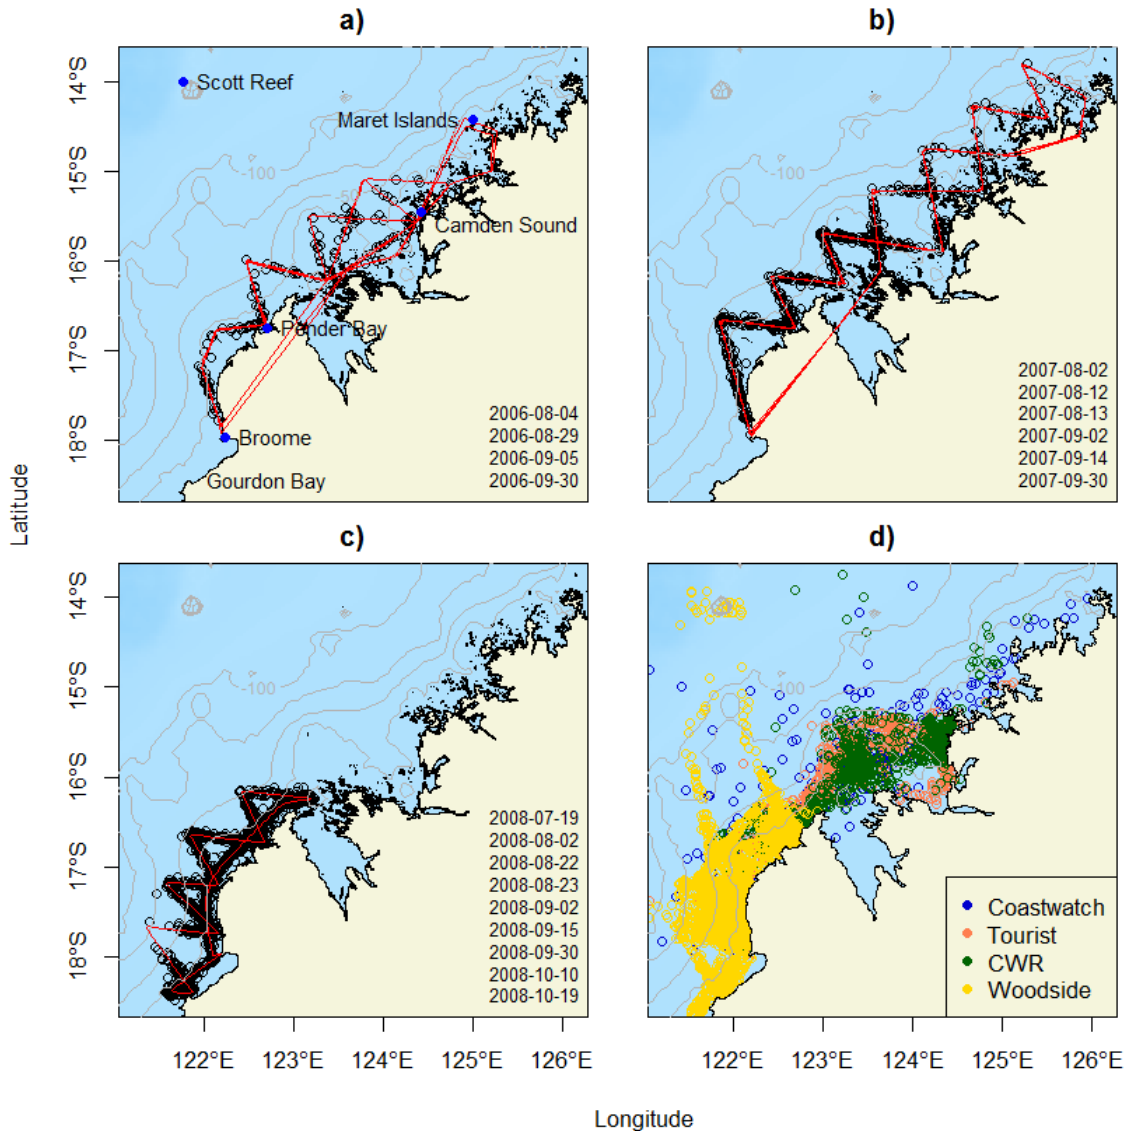 a)
b)
Scott Reef
Maret Islands
100
50
Camden Sound
Pender Bay
Broome
Gourdon Bay
2006-08-04
2006-08-29
2006-09-05
2006-09-30
100
2007-08-02
2007-08-12
2007-08-13
2007-09-02
2007-09-14
2007-09-30
14°S
15°S
16°S
17°S
18°S
Latitude
c)
d)
100
2008-07-19
2008-08-02
2008-08-22
2008-08-23
2008-09-02
2008-09-15
2008-09-30
2008-10-10
2008-10-19
100
Coastwatch
Tourist
CWR
Woodside
14°S
15°S
16°S
17°S
18°S
122°E 123°E 124°E 125°E 126°E
122°E 123°E 124°E 125°E 126°E
Longitude